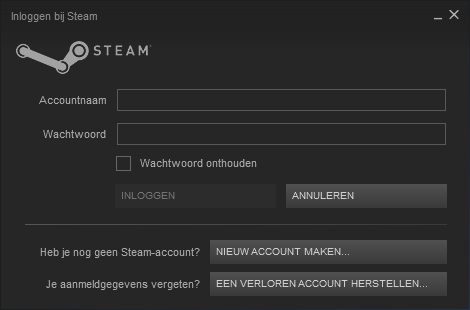 Inloggen bij Steam
STEAM
Accountnaam
Wachtwoord
Wachtwoord onthouden
INLOGGEN ANNULEREN
Heb je nog geen Steam-account? NIEUW ACCOUNT MAKEN...
Je aanmeldgegevens vergeten? EEN VERLOREN ACCOUNT HERSTELLEN...